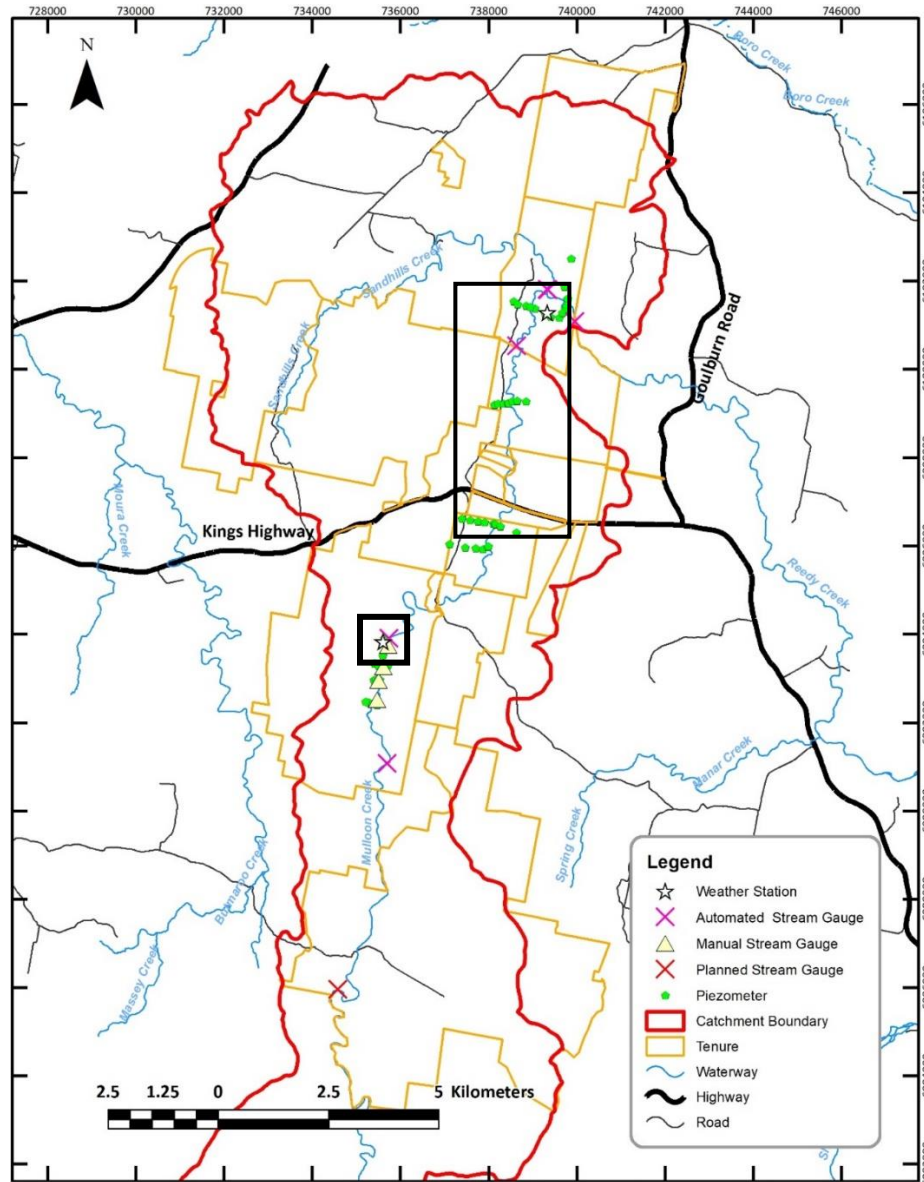 728000 730000 732000 734000 736000 738000 740000 742000 744000 746000
N
Boro Creek
Boro Creek
Sandhills Creek
Sandhills Creek
Goulburn Road
Moura Creek
Kings Highway
Reedy Creek
Manar Creek
Mulloon Creek
Spring Creek
Massey Creek
Legend
Weather Station
Automated Stream Gauge
Manual Stream Gauge
Planned Stream Gauge
Piezometer
Catchment Boundary
Tenure
Waterway
Highway
Road
2.5 1.25 0 2.5 5 Kilometers